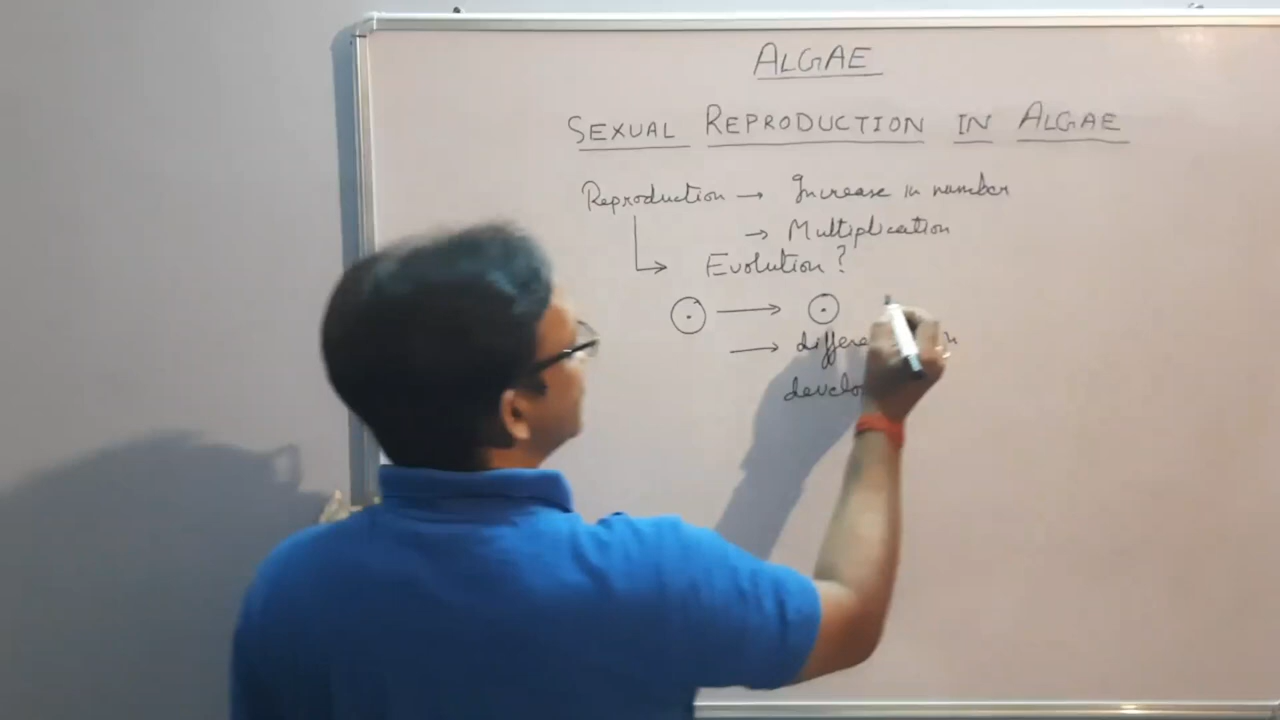 ALGAE
SEXUAL REPRODUCTION IN ALGAE
Reproduction → Increase in number
→ Multiplication
Evolution ?